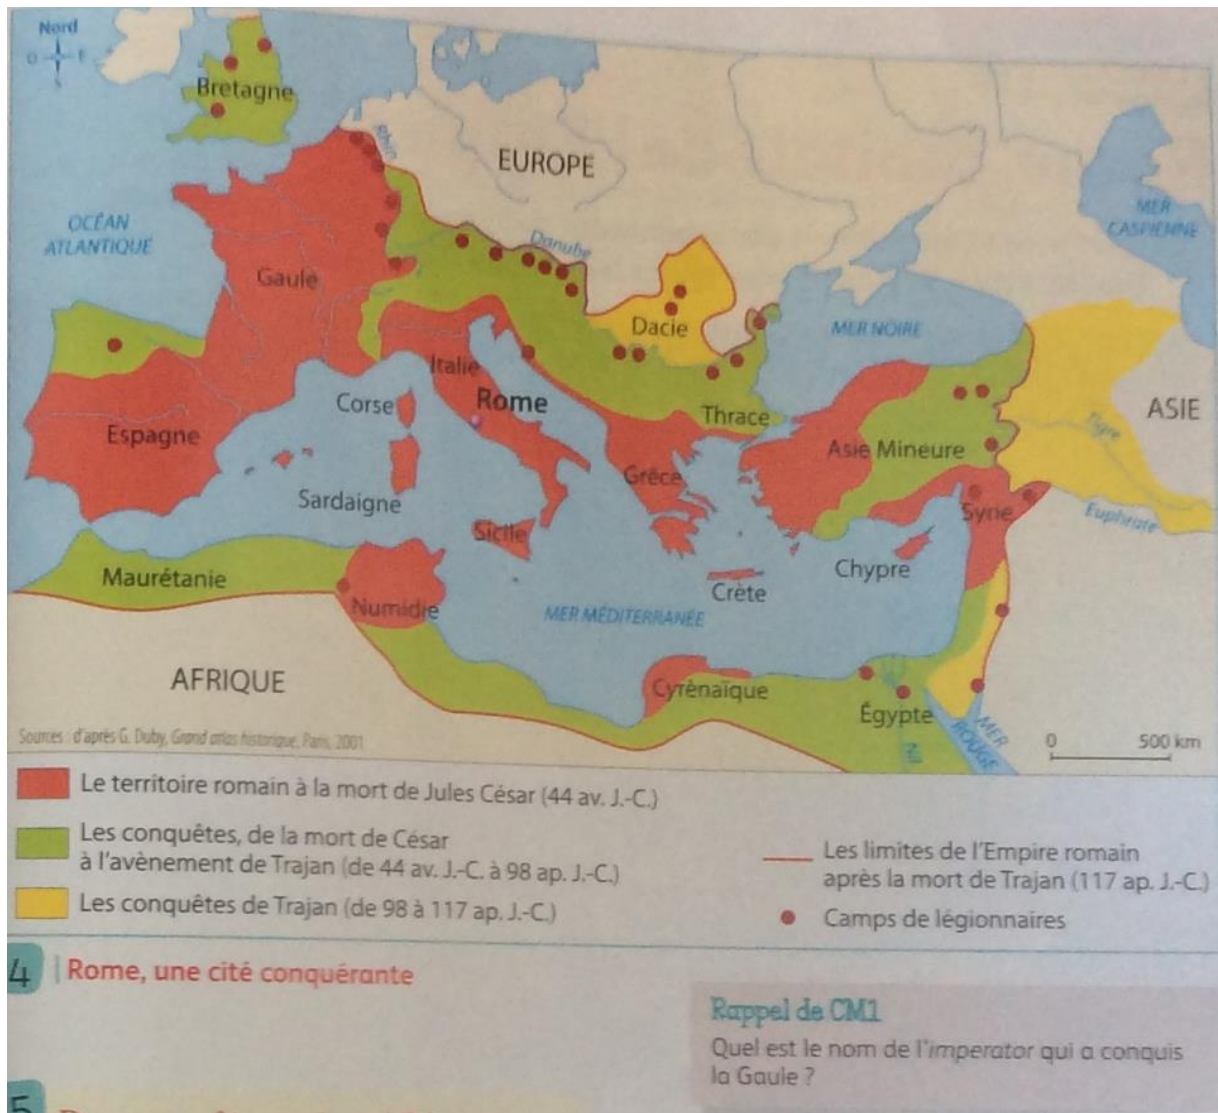 Nord
O E
S
Bretagne
EUROPE
Rhin
OCÉAN
ATLANTIQUE
MER
CASPIENNE
Danube
Gaule
Dacie
MER NOIRE
Italie
Corse
Rome
ASIE
Thrace
Tigre
Espagne
Asie Mineure
Grèce
Sardaigne
Syrie
Euphrate
Sicile
Chypre
Maurétanie
Crète
Numidie
MER MÉDITERRANÉE
AFRIQUE
Cyrènaïque
Égypte
MER
ROUGE
Nil
Sources : d'après G. Duby, Grand atlas historique, Paris, 2001
0 500 km
Le territoire romain à la mort de Jules César (44 av. J.-C.)
Les conquêtes, de la mort de César
à l'avènement de Trajan (de 44 av. J.-C. à 98 ap. J.-C.)
Les conquêtes de Trajan (de 98 à 117 ap. J.-C.)
Les limites de l'Empire romain
après la mort de Trajan (117 ap. J.-C.)
Camps de légionnaires
4 Rome, une cité conquérante
Rappel de CM1
Quel est le nom de l'imperator qui a conquis
la Gaule ?
5